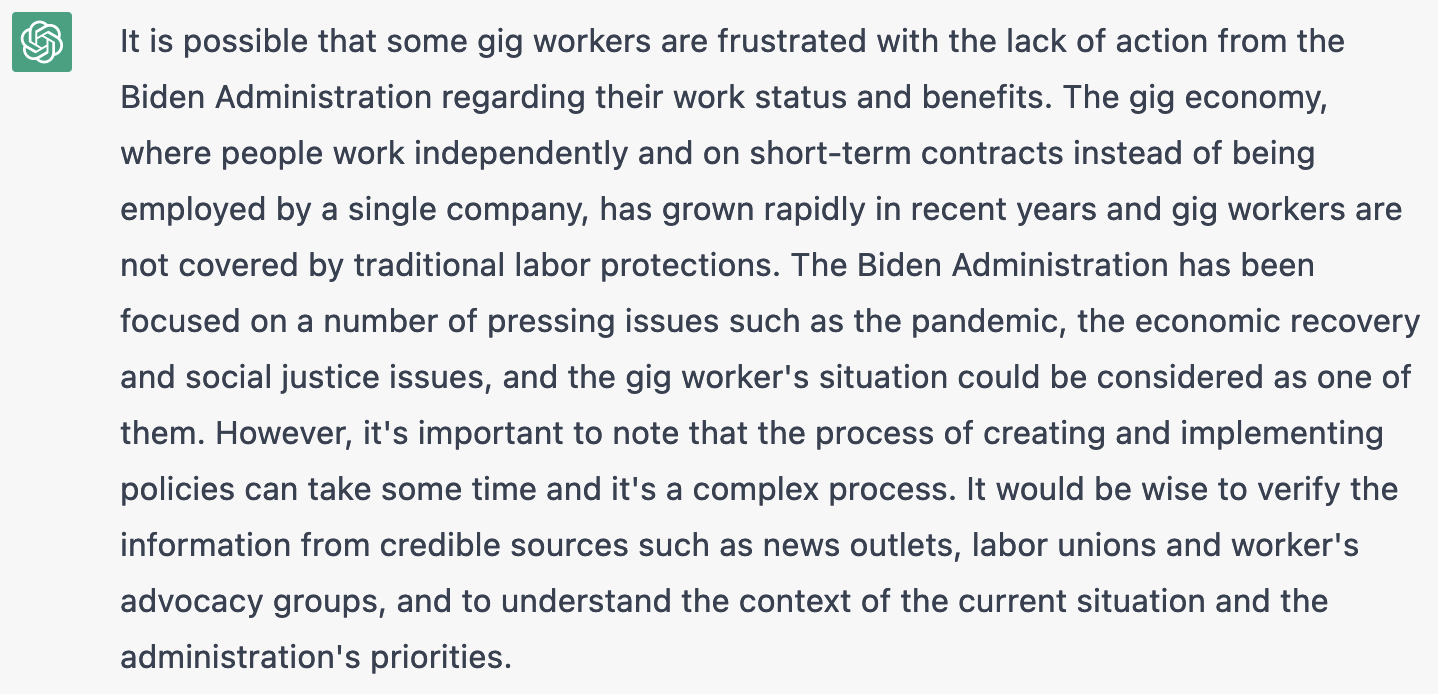 It is possible that some gig workers are frustrated with the lack of action from the
Biden Administration regarding their work status and benefits. The gig economy,
where people work independently and on short-term contracts instead of being
employed by a single company, has grown rapidly in recent years and gig workers are
not covered by traditional labor protections. The Biden Administration has been
focused on a number of pressing issues such as the pandemic, the economic recovery
and social justice issues, and the gig worker's situation could be considered as one of
them. However, it's important to note that the process of creating and implementing
policies can take some time and it's a complex process. It would be wise to verify the
information from credible sources such as news outlets, labor unions and worker's
advocacy groups, and to understand the context of the current situation and the
administration's priorities.